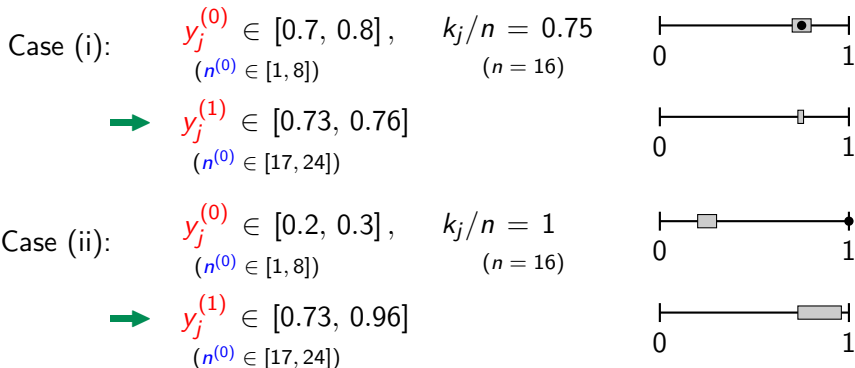 Case (i): y_j^(0) ∈ [0.7, 0.8], k_j/n = 0.75
(n^(0) ∈ [1, 8]) (n = 16)
0 1
y_j^(1) ∈ [0.73, 0.76]
(n^(0) ∈ [17, 24])
0 1
Case (ii): y_j^(0) ∈ [0.2, 0.3], k_j/n = 1
(n^(0) ∈ [1, 8]) (n = 16)
0 1
y_j^(1) ∈ [0.73, 0.96]
(n^(0) ∈ [17, 24])
0 1